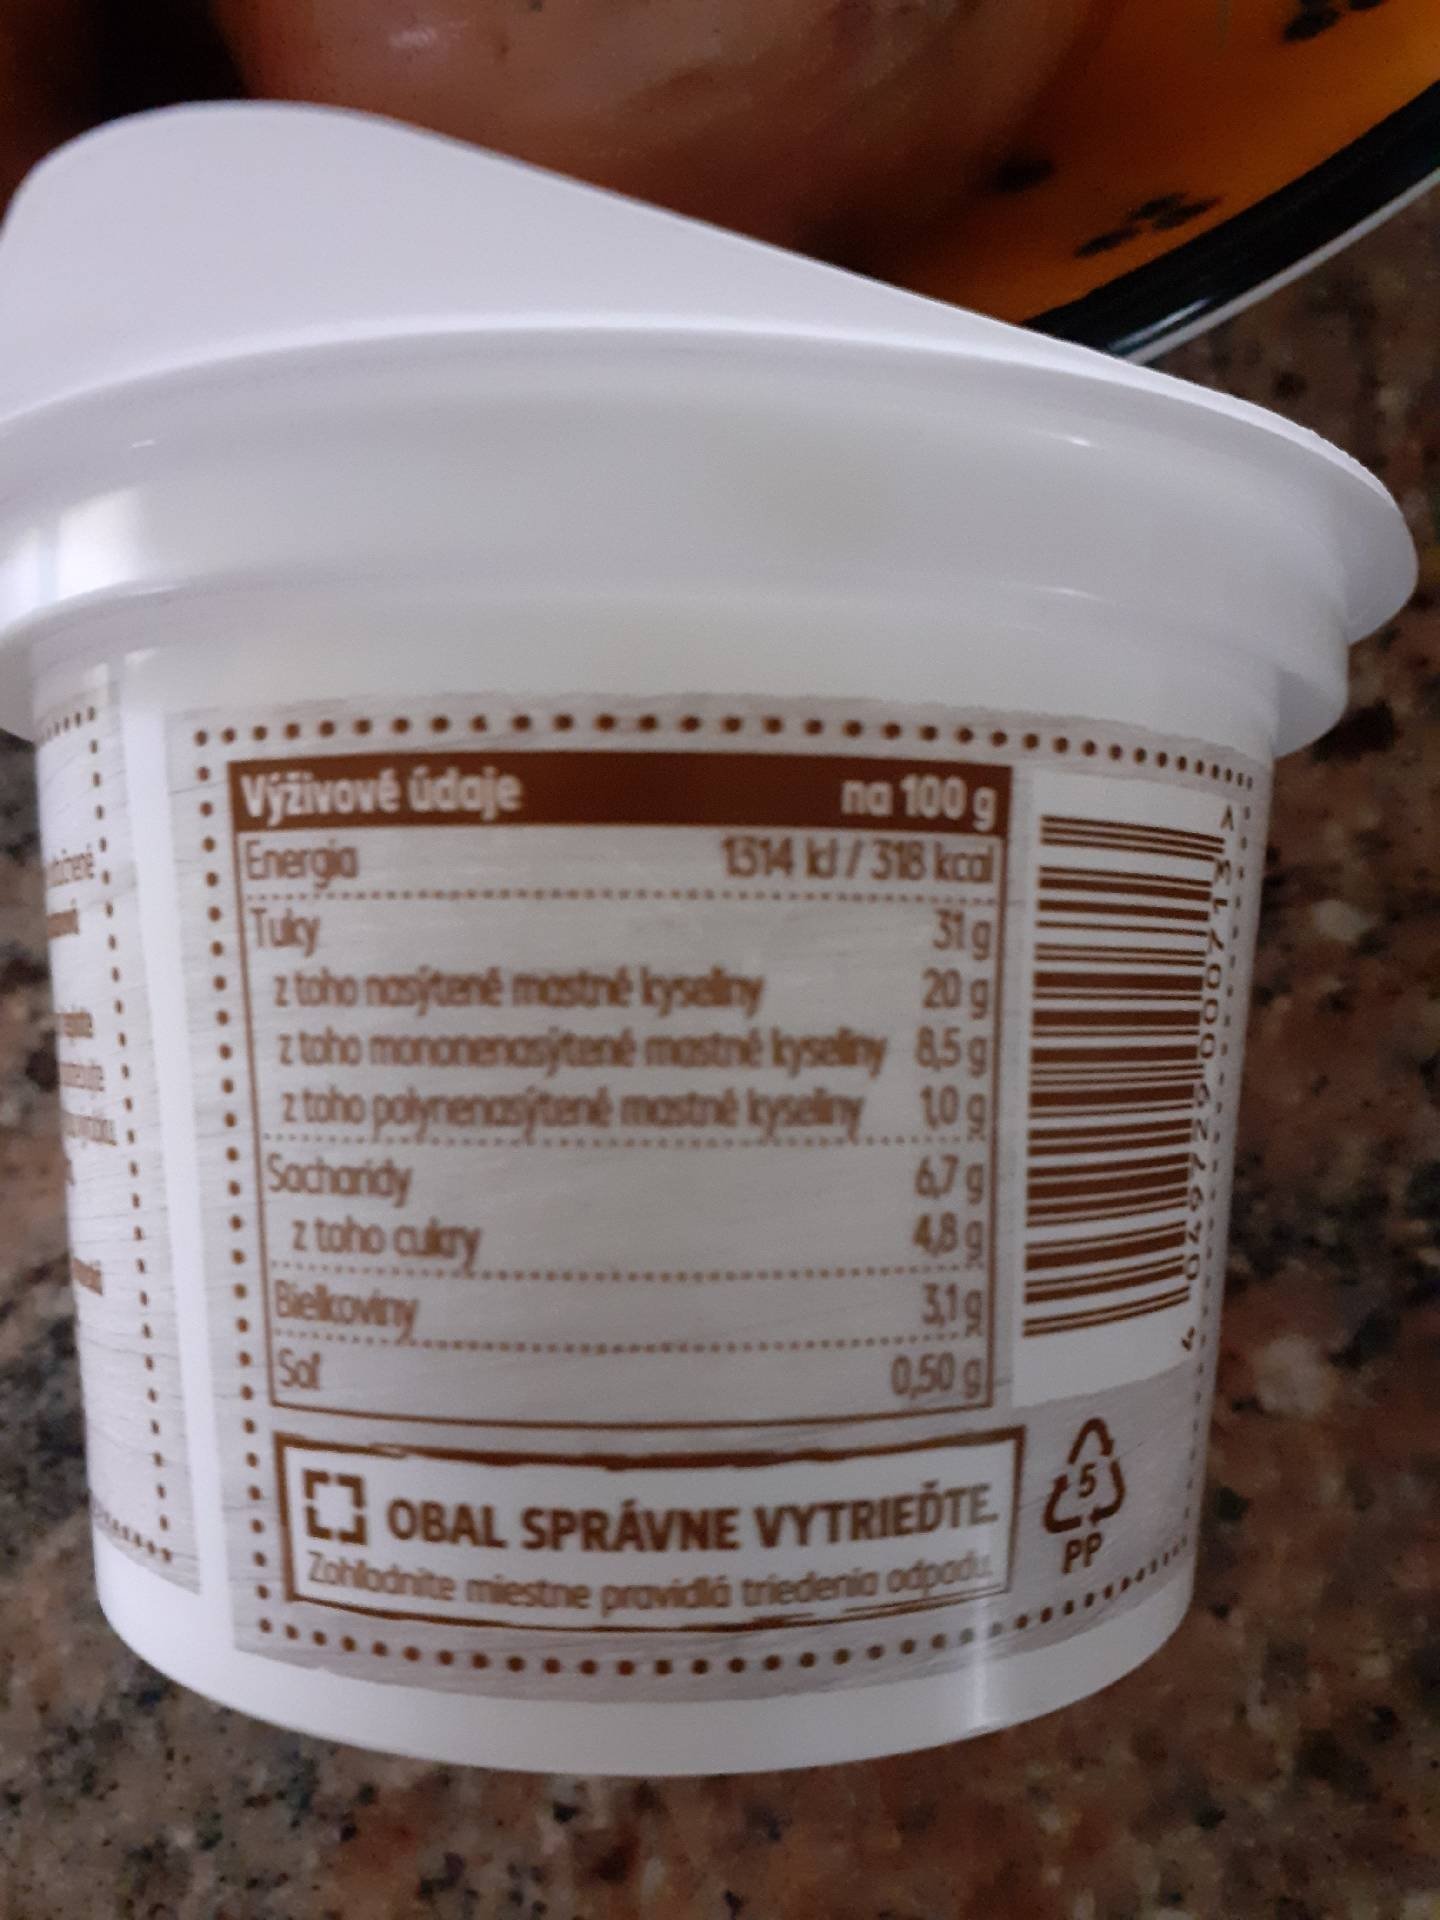 Výživové údaje na 100 g
Energia 1314 kJ / 318 kcal
Tuky 31 g
z toho nasýtené mastné kyseliny 20 g
z toho mononenasýtené mastné kyseliny 8,5 g
z toho polynenasýtené mastné kyseliny 1,0 g
Sacharidy 6,7 g
z toho cukry 4,8 g
Bielkoviny 3,1 g
Soľ 0,50 g
OBAL SPRÁVNE VYTRIEĎTE.
Zohľadnite miestne pravidlá triedenia odpadu.
5
PP